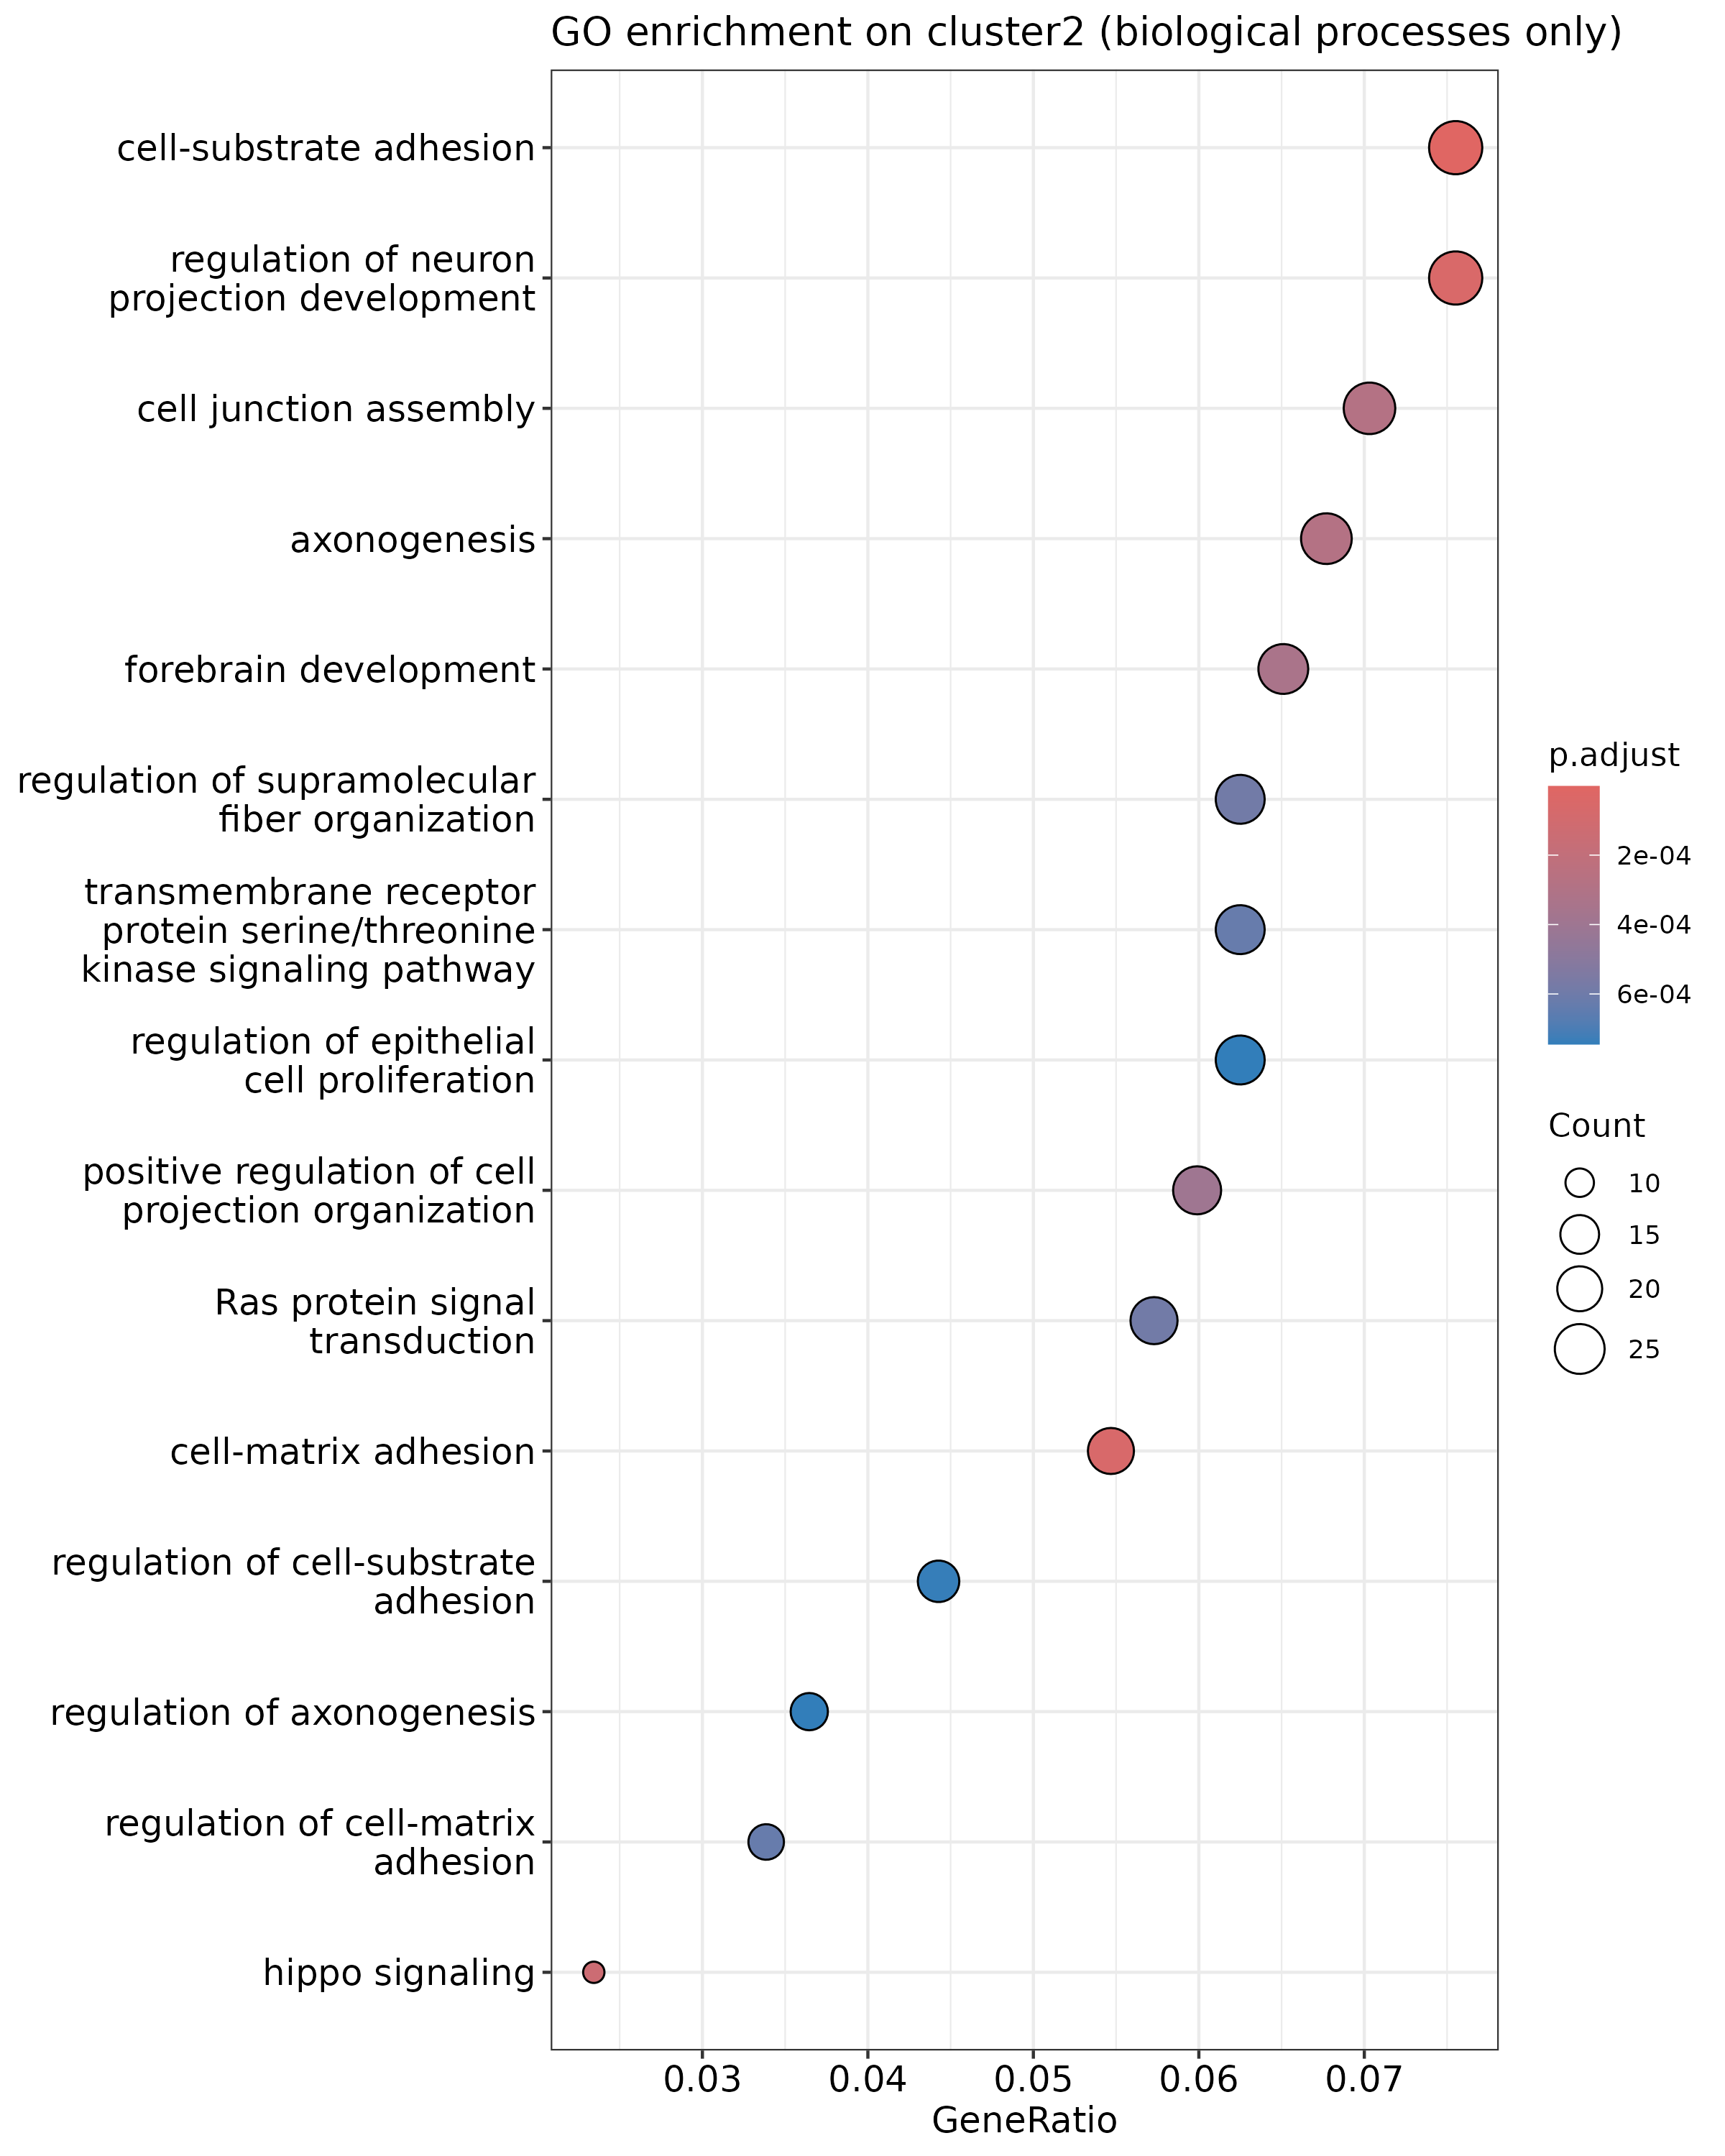 GO enrichment on cluster2 (biological processes only)
cell-substrate adhesion
regulation of neuron
projection development
cell junction assembly
axonogenesis
forebrain development
regulation of supramolecular
fiber organization
transmembrane receptor
protein serine/threonine
kinase signaling pathway
regulation of epithelial
cell proliferation
positive regulation of cell
projection organization
Ras protein signal
transduction
cell-matrix adhesion
regulation of cell-substrate
adhesion
regulation of axonogenesis
regulation of cell-matrix
adhesion
hippo signaling
0.03 0.04 0.05 0.06 0.07
GeneRatio
p.adjust
2e-04
4e-04
6e-04
Count
10
15
20
25